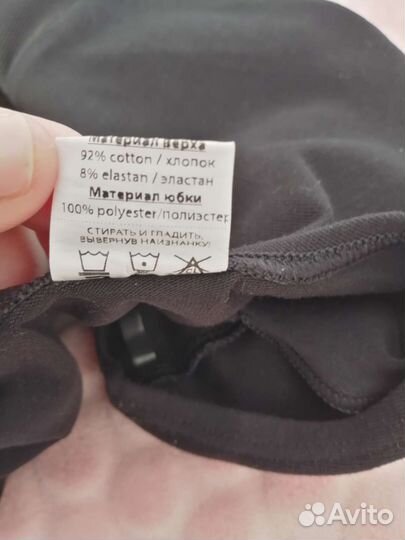 Материал верха
92% cotton / хлопок
8% elastan / эластан
Материал юбки
100% polyester/полиэстер
СТИРАТЬ И ГЛАДИТЬ,
ВЫВЕРНУВ НАИЗНАНКУ!
Avito